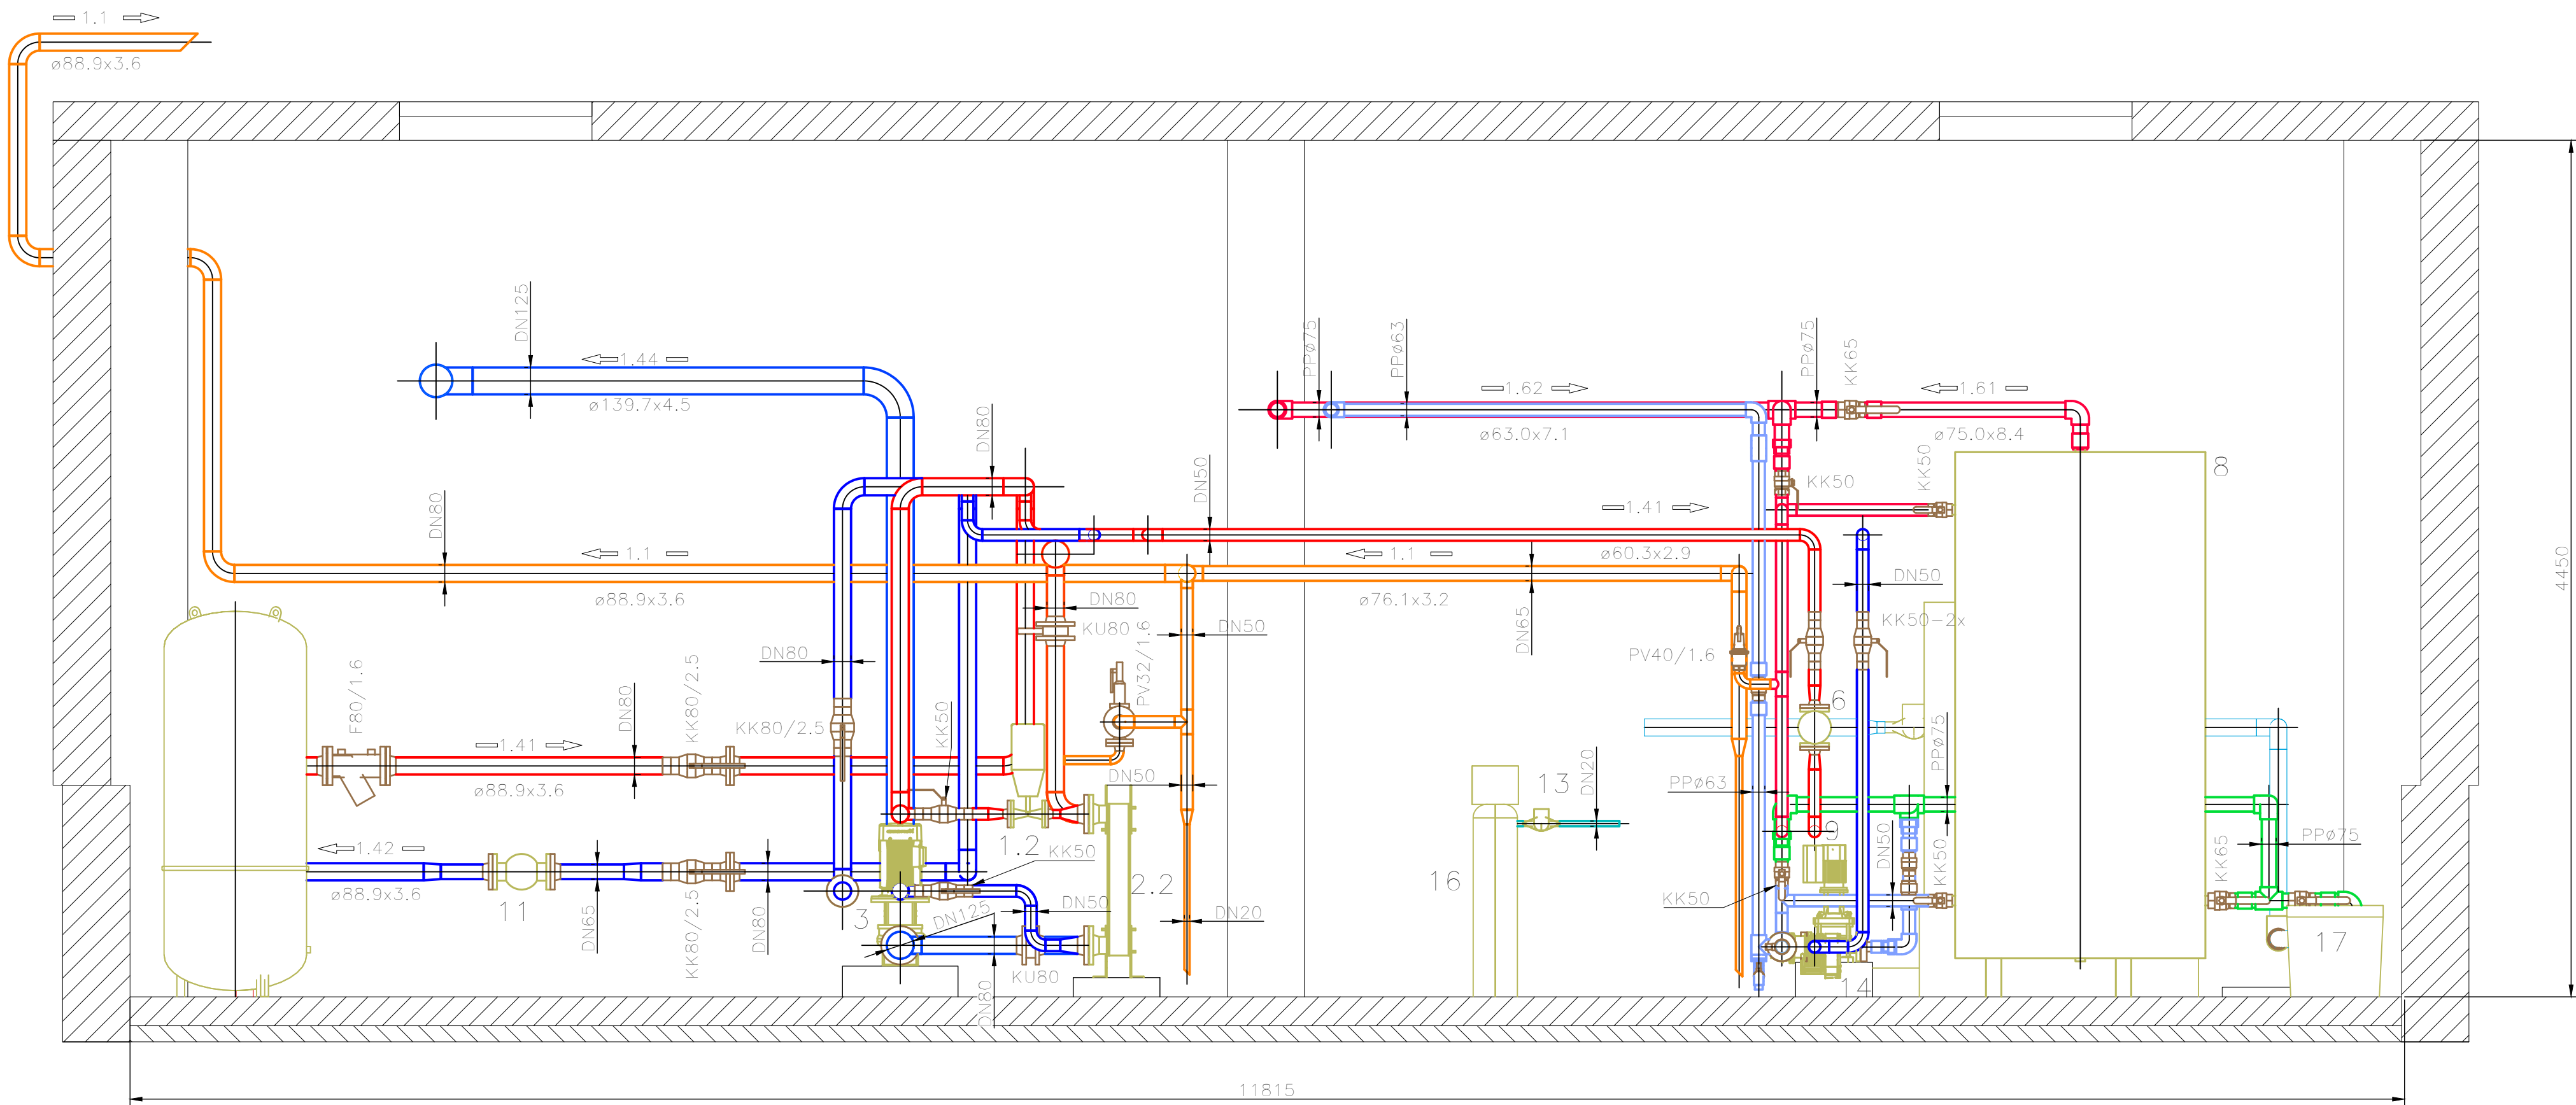 1.1
ø88.9x3.6
DN125
1.44
ø139.7x4.5
PPø75
PPø63
1.62
ø63.0x7.1
PPø75
KK65
1.61
ø75.0x8.4
DN80
DN50
KK50
KK50
8
DN80
1.1
ø88.9x3.6
1.41
ø60.3x2.9
1.1
ø76.1x3.2
DN65
4450
DN80
KU80
DN50
DN50
KK50-2x
DN80
PV32/1.6
PV40/1.6
F80/1.6
1.41
ø88.9x3.6
DN80
KK80/2.5
KK80/2.5
KK50
6
DN50
PPø63
PPø75
13
DN20
1.42
ø88.9x3.6
11
DN65
KK80/2.5
DN80
1.2
KK50
9
DN50
KK50
KK65
PPø75
3
DN125
DN50
2.2
DN20
16
KK50
KU80
DN80
14
17
11815